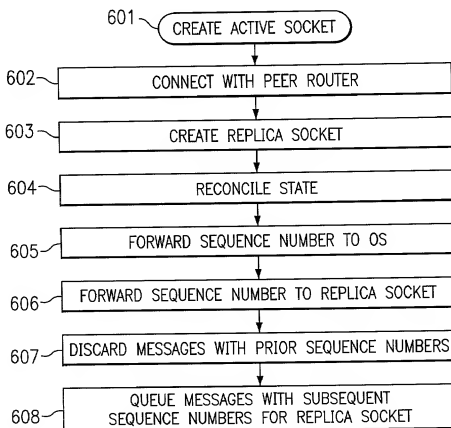 601
CREATE ACTIVE SOCKET
602
CONNECT WITH PEER ROUTER
603
CREATE REPLICA SOCKET
604
RECONCILE STATE
605
FORWARD SEQUENCE NUMBER TO OS
606
FORWARD SEQUENCE NUMBER TO REPLICA SOCKET
607
DISCARD MESSAGES WITH PRIOR SEQUENCE NUMBERS
608
QUEUE MESSAGES WITH SUBSEQUENT
SEQUENCE NUMBERS FOR REPLICA SOCKET